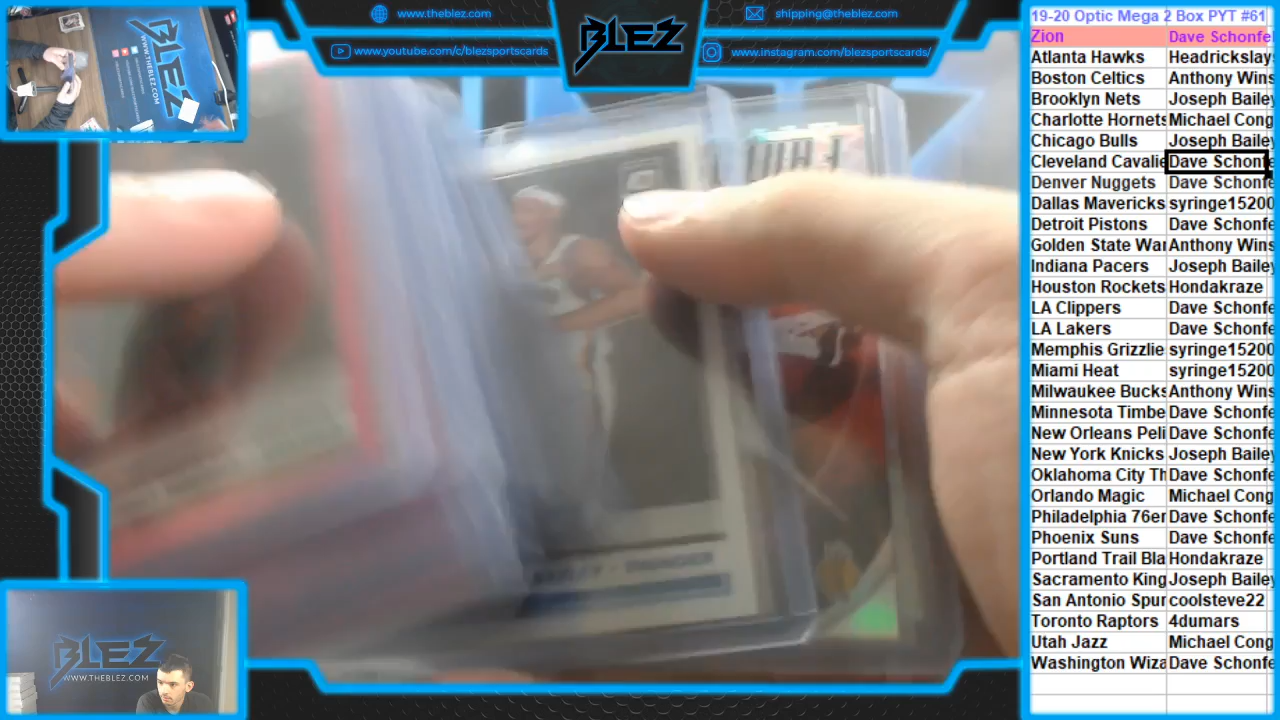 www.theblez.com
www.youtube.com/c/blezsportscards
BLEZ
shipping@theblez.com
www.instagram.com/blezsportscards/
BLEZ
WWW.THEBLEZ.COM
BLEZ
WWW.THEBLEZ.COM
19-20 Optic Mega 2 Box PYT #61
Zion Dave Schonfe
Atlanta Hawks Headrickslay
Boston Celtics Anthony Wins
Brooklyn Nets Joseph Bailey
Charlotte Hornets Michael Cong
Chicago Bulls Joseph Bailey
Cleveland Cavalie Dave Schonfe
Denver Nuggets Dave Schonfe
Dallas Mavericks syringe15200
Detroit Pistons Dave Schonfe
Golden State War Anthony Wins
Indiana Pacers Joseph Bailey
Houston Rockets Hondakraze
LA Clippers Dave Schonfe
LA Lakers Dave Schonfe
Memphis Grizzlie syringe15200
Miami Heat syringe15200
Milwaukee Bucks Anthony Wins
Minnesota Timbe Dave Schonfe
New Orleans Peli Dave Schonfe
New York Knicks Joseph Bailey
Oklahoma City Th Dave Schonfe
Orlando Magic Michael Cong
Philadelphia 76er Dave Schonfe
Phoenix Suns Dave Schonfe
Portland Trail Bla Hondakraze
Sacramento King Joseph Bailey
San Antonio Spur coolsteve22
Toronto Raptors 4dumars
Utah Jazz Michael Cong
Washington Wiza Dave Schonfe